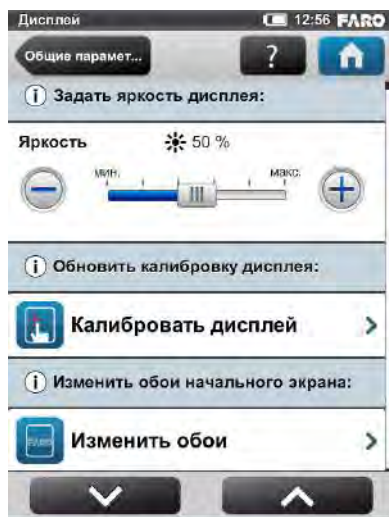 Дисплей 12:56 FARO
Общие парамет... ?
i Задать яркость дисплея:
Яркость 50 %
мин. макс.
i Обновить калибровку дисплея:
Калибровать дисплей
i Изменить обои начального экрана:
FARO Изменить обои